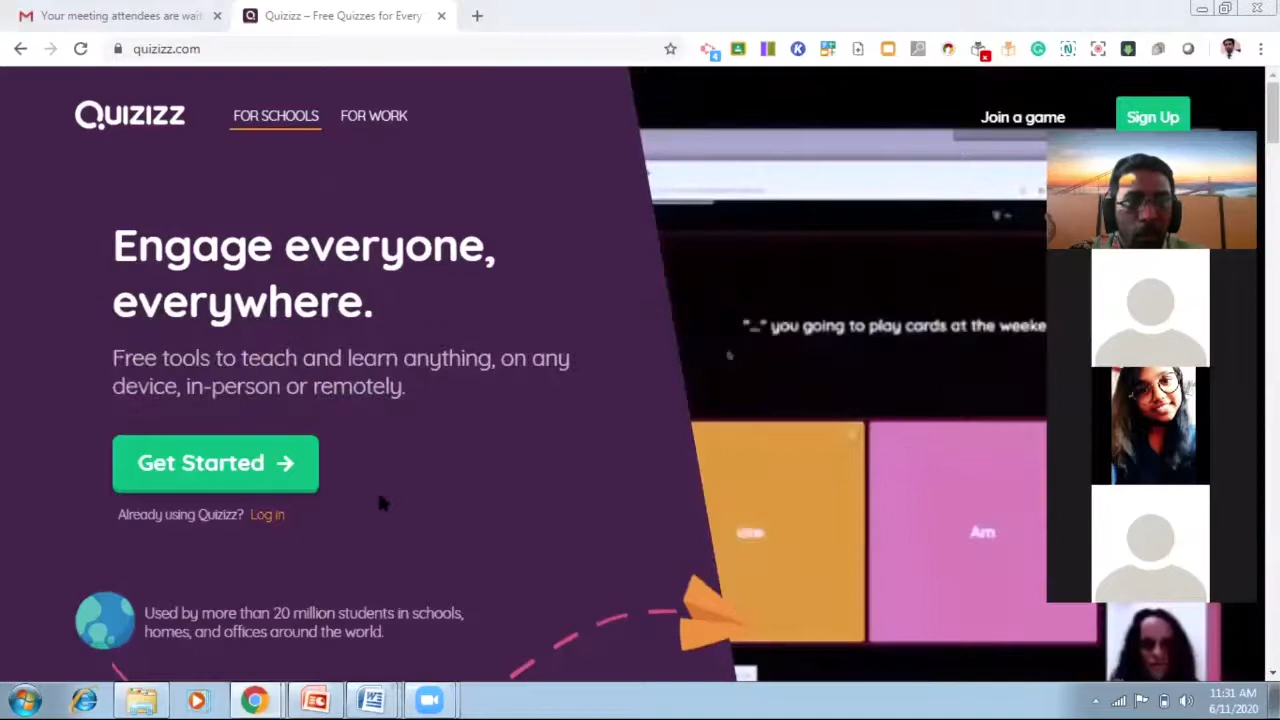 Your meeting attendees are wait
Quizizz – Free Quizzes for Every
quizizz.com
4
K
N
QUIZIZZ
FOR SCHOOLS
FOR WORK
Join a game
Sign Up
Engage everyone,
everywhere.
Free tools to teach and learn anything, on any
device, in-person or remotely.
Get Started →
Already using Quizizz? Log in
Used by more than 20 million students in schools,
homes, and offices around the world.
"..." you going to play cards at the weeke
Am
11:31 AM
6/11/2020